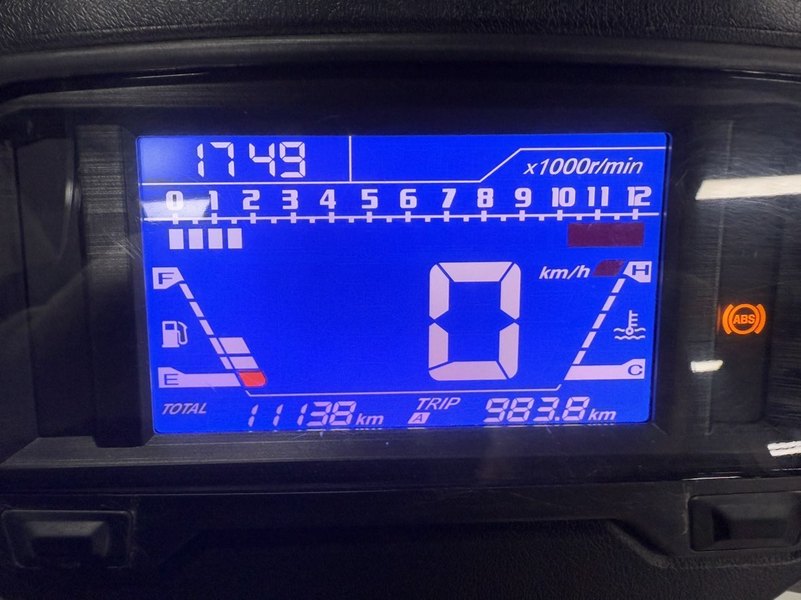 17 49
x1000r/min
0 1 2 3 4 5 6 7 8 9 10 11 12
km/h
F
H
ABS
E
C
TOTAL 11138 km TRIP A 983.8 km